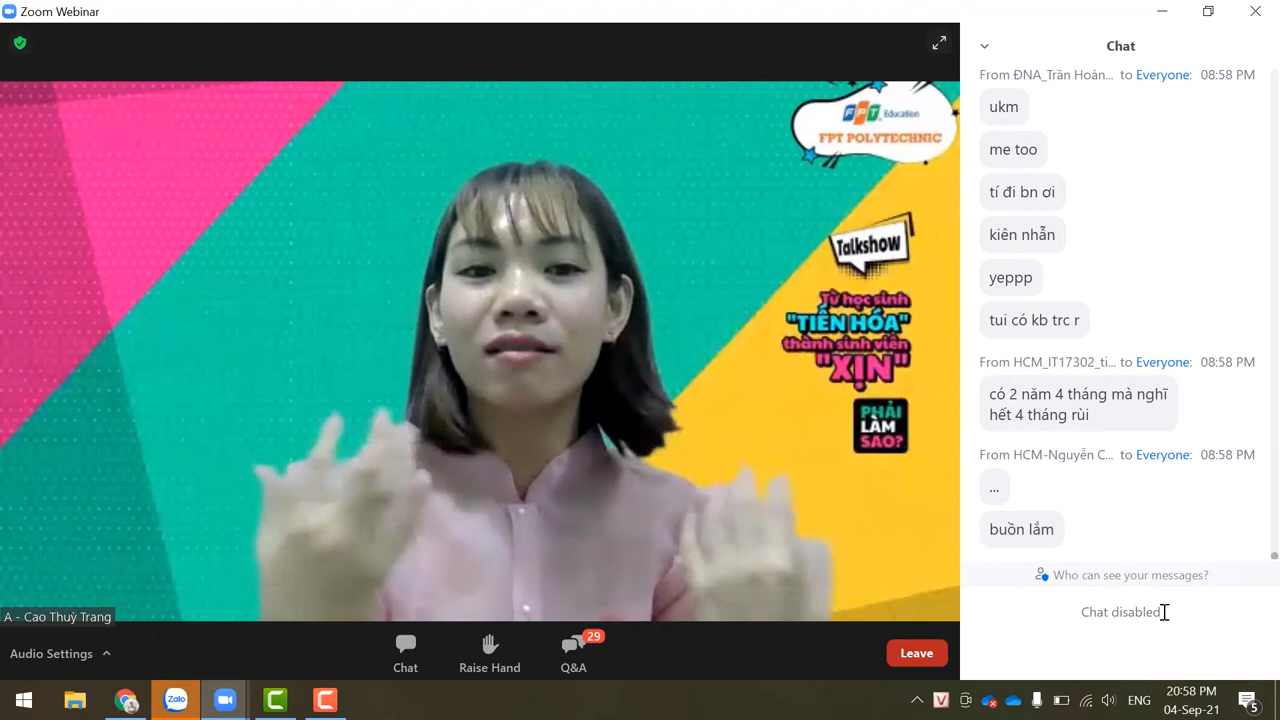 Zoom Webinar
FPT Education
FPT POLYTECHNIC
Talkshow
Từ học sinh
"TIẾN HÓA"
thành sinh viên
"XỊN"
PHẢI
LÀM
SAO?
A - Cao Thuỳ Trang
Audio Settings
Chat
Raise Hand
29
Q&A
Leave
Chat
From ĐNA_Trần Hoàn... to Everyone: 08:58 PM
ukm
me too
tí đi bn ơi
kiên nhẫn
yeppp
tui có kb trc r
From HCM_IT17302_ti... to Everyone: 08:58 PM
có 2 năm 4 tháng mà nghĩ
hết 4 tháng rùi
From HCM-Nguyễn C... to Everyone: 08:58 PM
...
buồn lắm
Who can see your messages?
Chat disabled
Zalo
ENG
20:58 PM
04-Sep-21
5